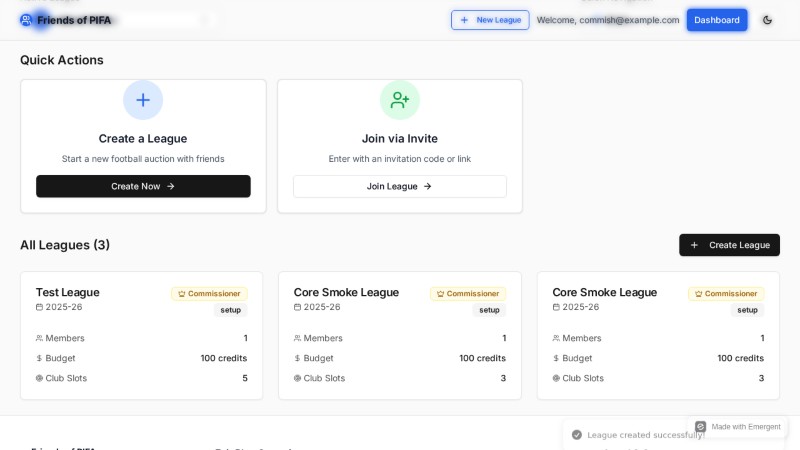 Friends of PIFA
New League
Welcome, commish@example.com
Dashboard
Quick Actions
Create a League
Start a new football auction with friends
Create Now
Join via Invite
Enter with an invitation code or link
Join League
All Leagues (3)
Create League
Test League
Commissioner
2025-26
setup
Members 1
Budget 100 credits
Club Slots 5
Core Smoke League
Commissioner
2025-26
setup
Members 1
Budget 100 credits
Club Slots 3
Core Smoke League
Commissioner
2025-26
setup
Members 1
Budget 100 credits
Club Slots 3
League created successfully!
Made with Emergent